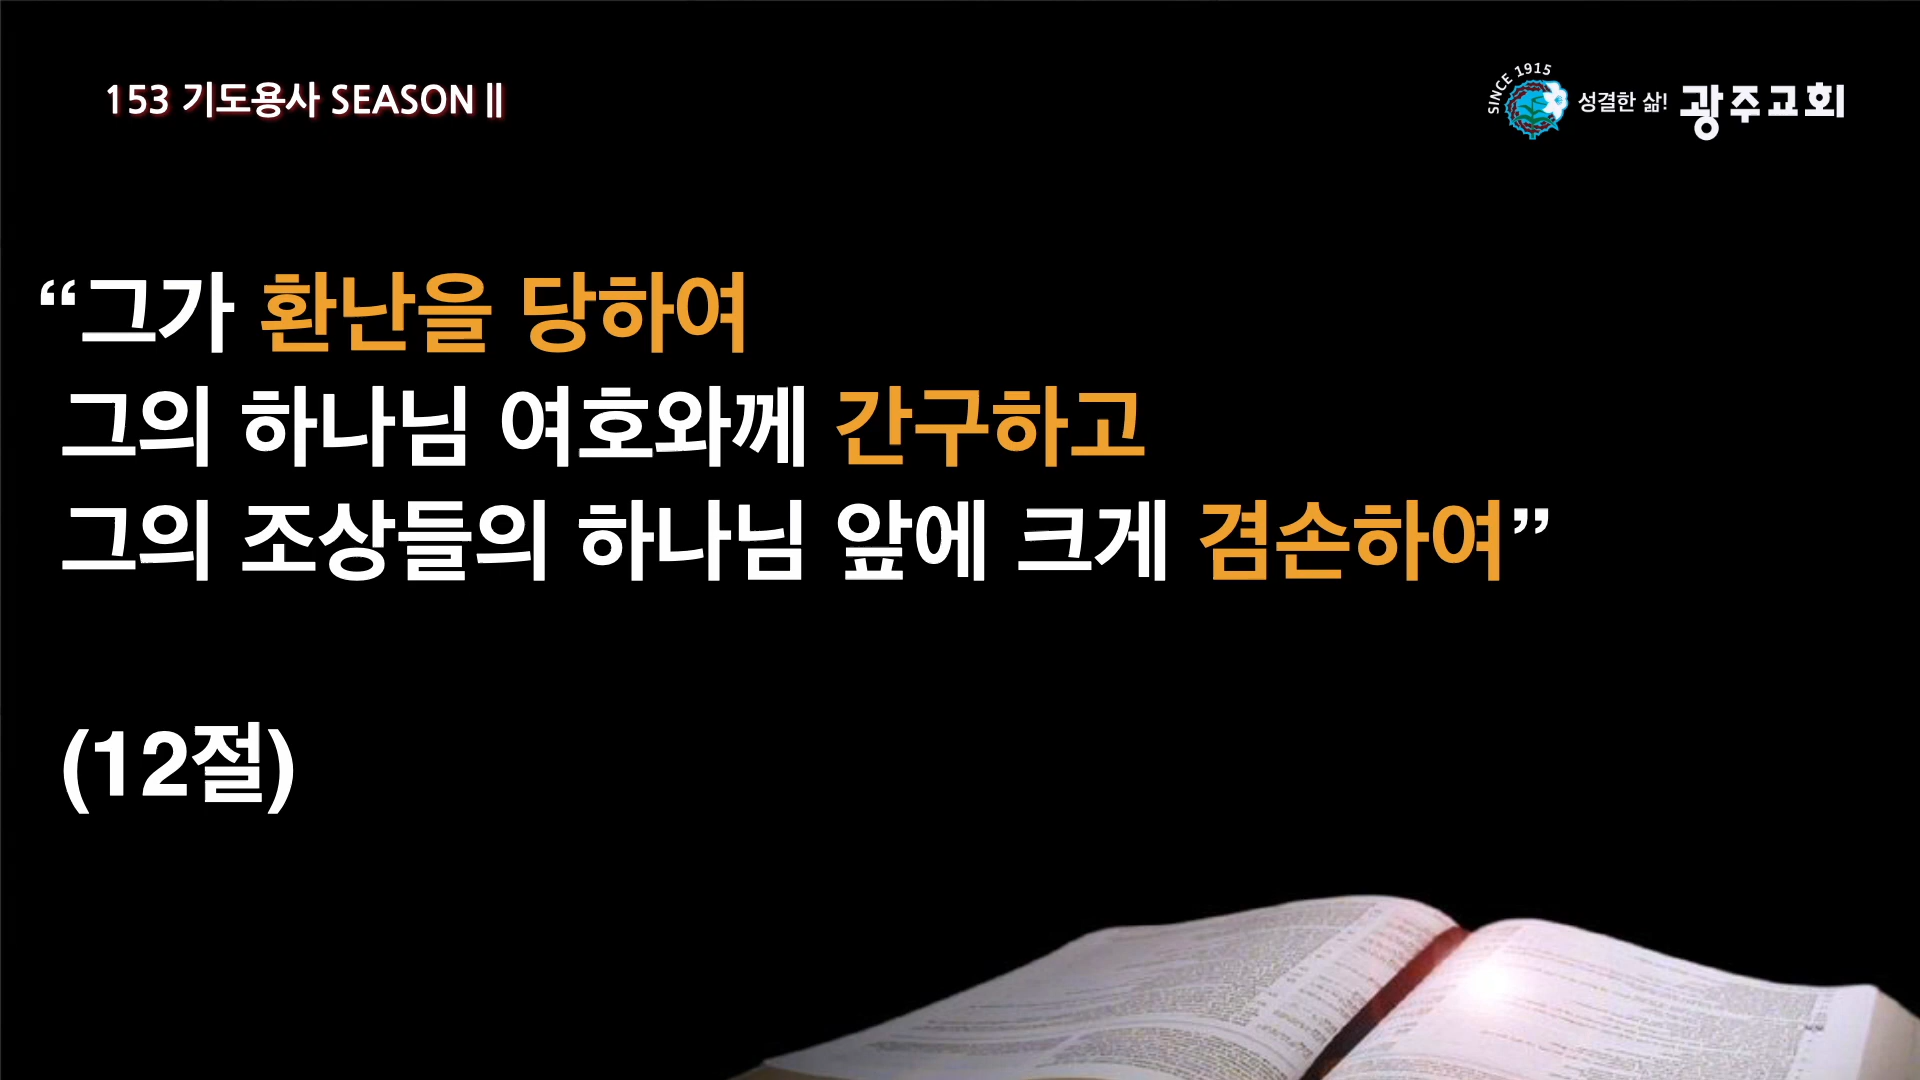 153 기도용사 SEASON Ⅱ
SINCE 1915
성결한 삶! 광주교회
“그가 환난을 당하여
그의 하나님 여호와께 간구하고
그의 조상들의 하나님 앞에 크게 겸손하여”
(12절)